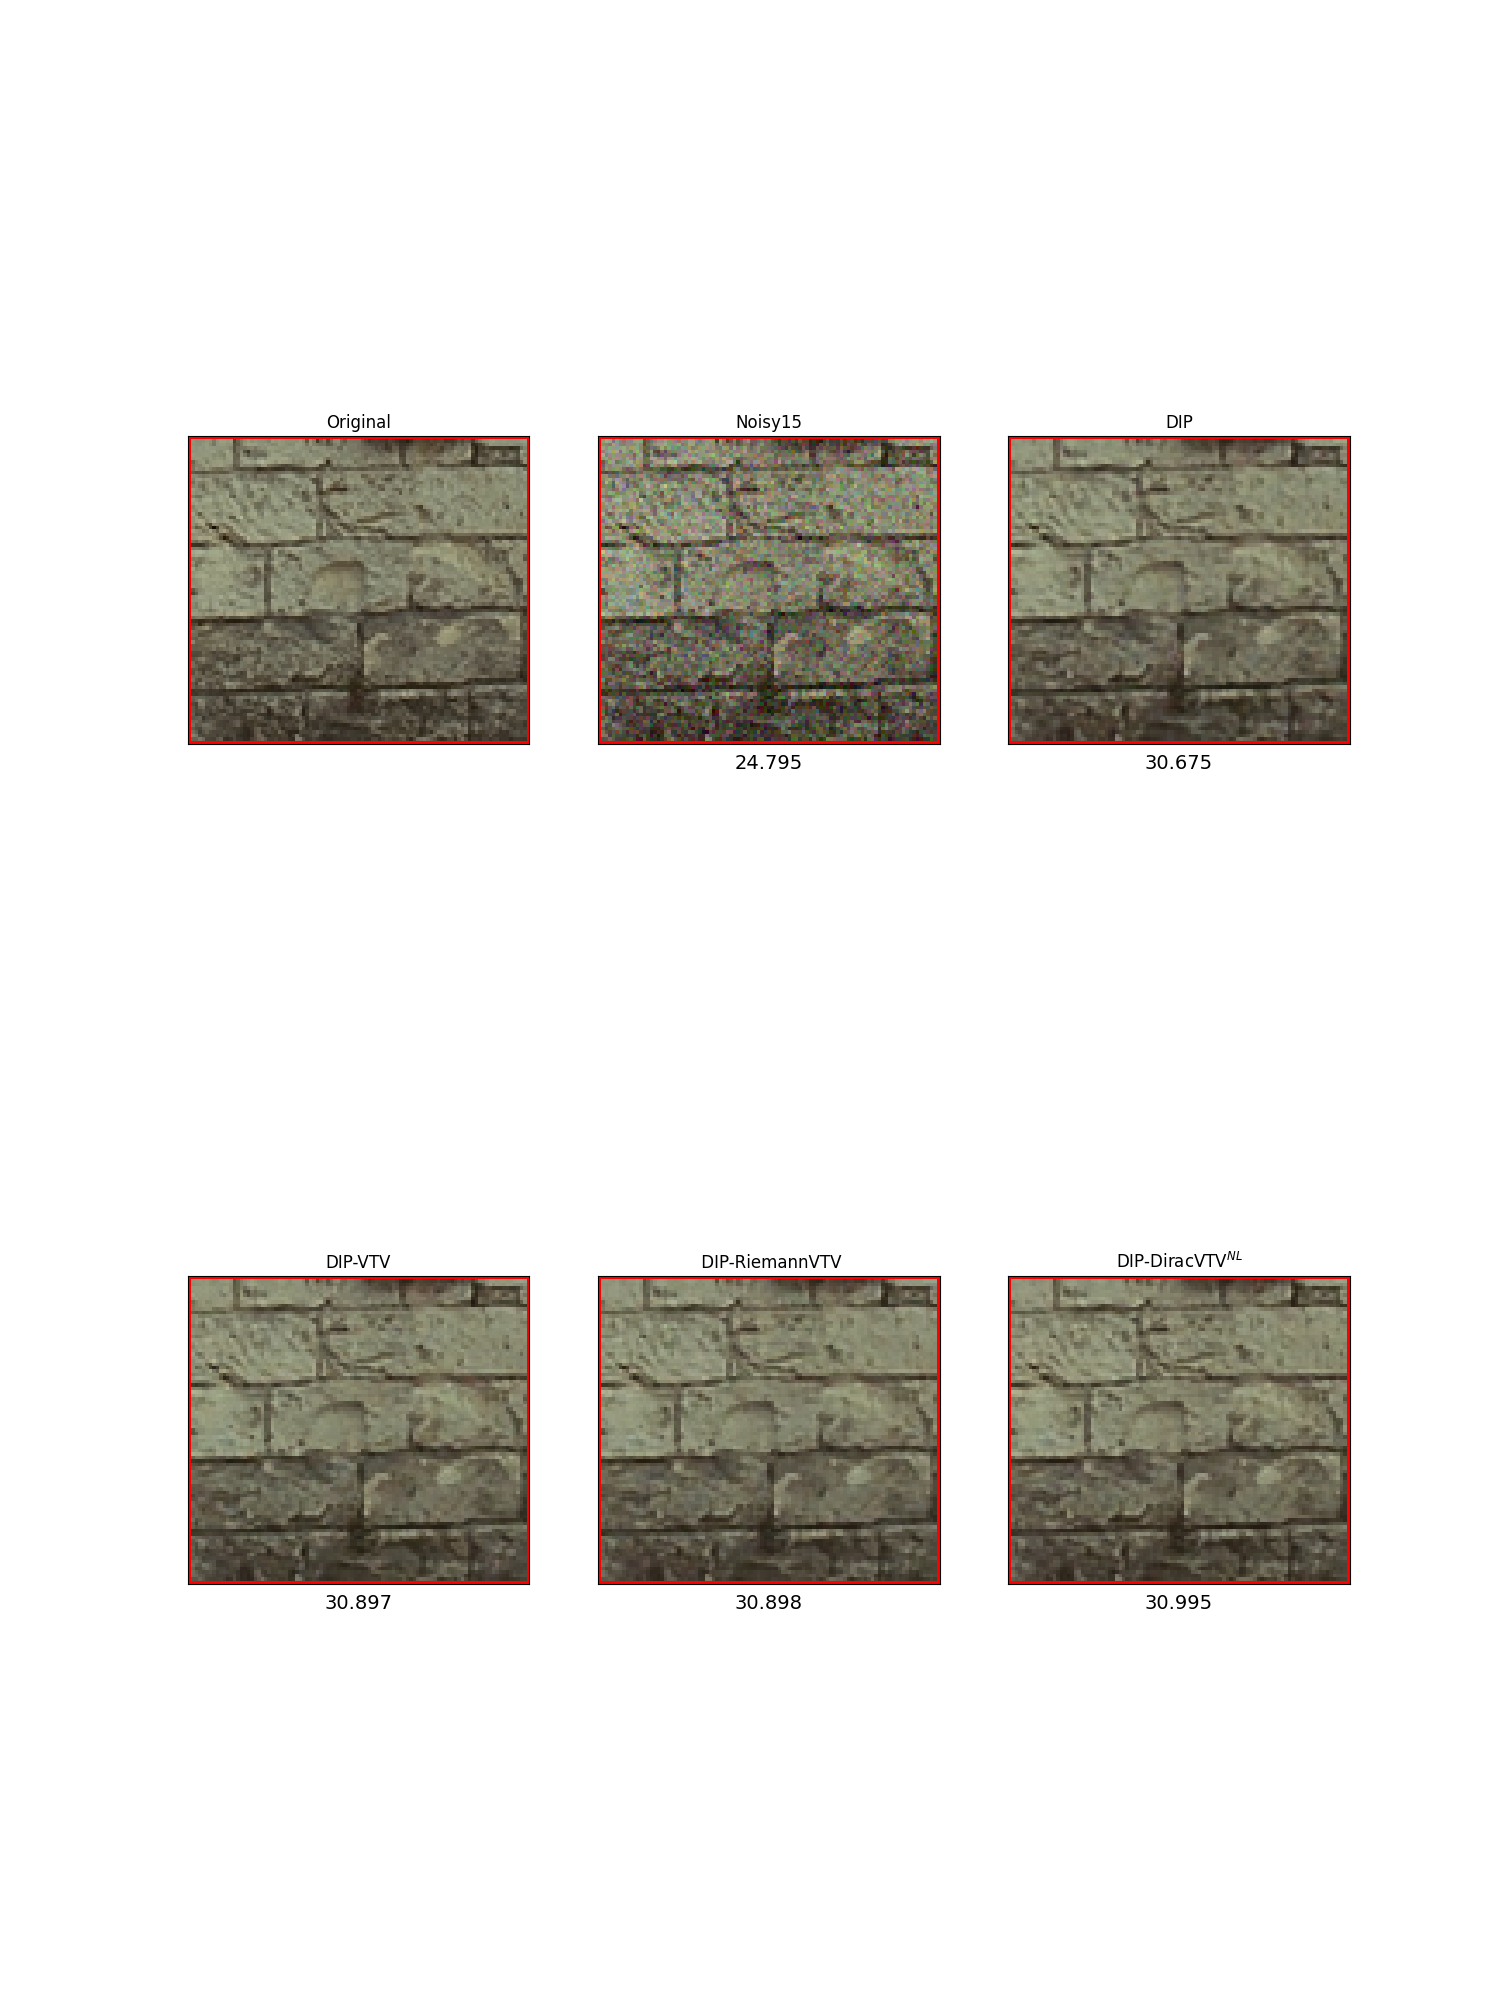 Original
Noisy15
DIP
24.795
30.675
DIP-VTV
DIP-RiemannVTV
DIP-DiracVTV^{NL}
30.897
30.898
30.995